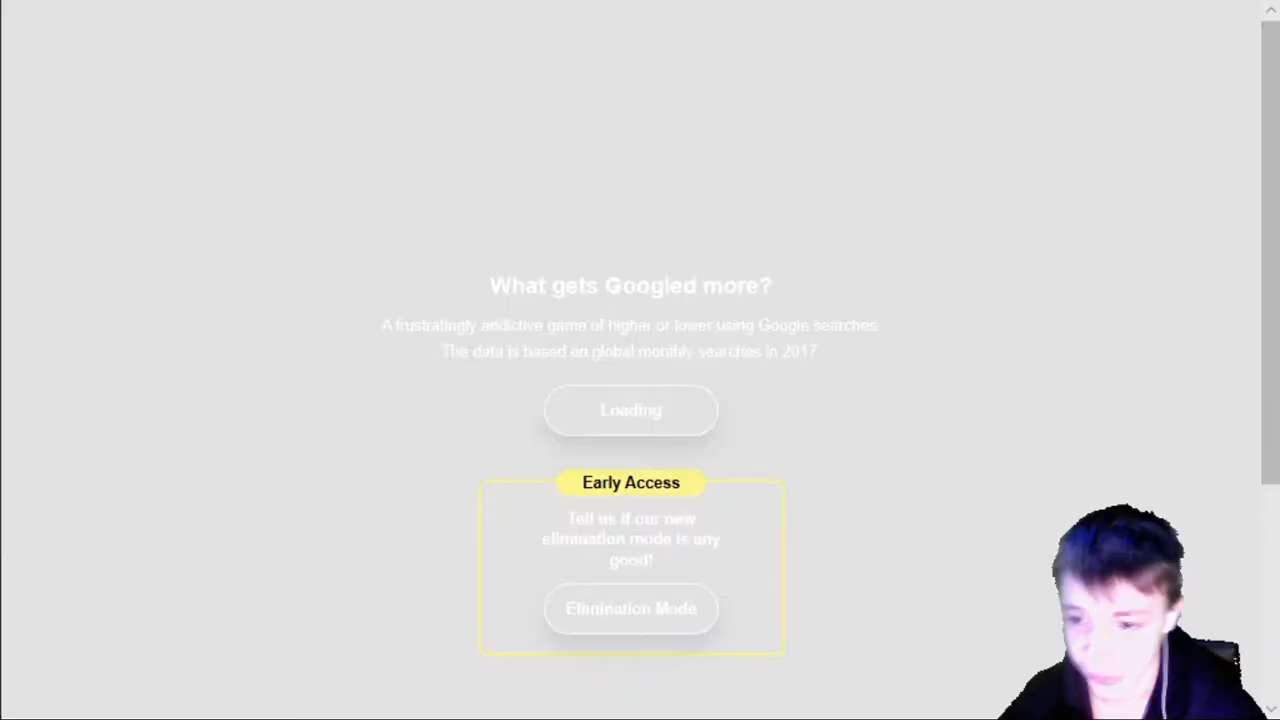 What gets Googled more?
A frustratingly addictive game of higher or lower using Google searches
The data is based on global monthly searches in 2017
Loading
Early Access
Tell us if our new
elimination mode is any
good!
Elimination Mode